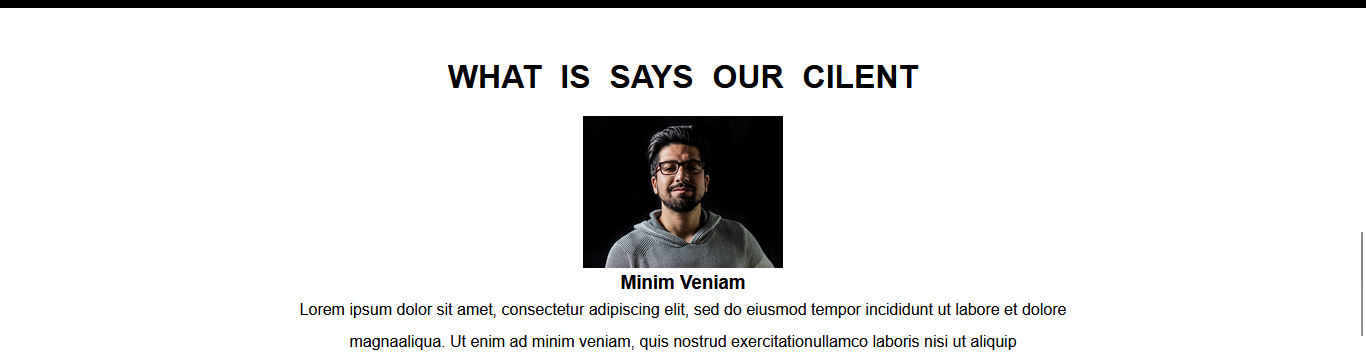 WHAT IS SAYS OUR CILENT
Minim Veniam
Lorem ipsum dolor sit amet, consectetur adipiscing elit, sed do eiusmod tempor incididunt ut labore et dolore
magnaaliqua. Ut enim ad minim veniam, quis nostrud exercitationullamco laboris nisi ut aliquip